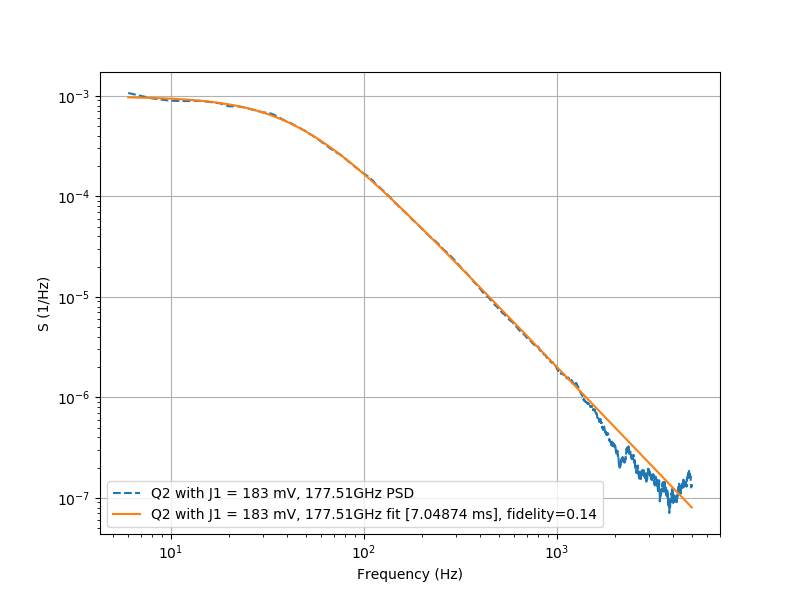 S (1/Hz)
10⁻³
10⁻⁴
10⁻⁵
10⁻⁶
10⁻⁷
Q2 with J1 = 183 mV, 177.51GHz PSD
Q2 with J1 = 183 mV, 177.51GHz fit [7.04874 ms], fidelity=0.14
10¹ 10² 10³
Frequency (Hz)